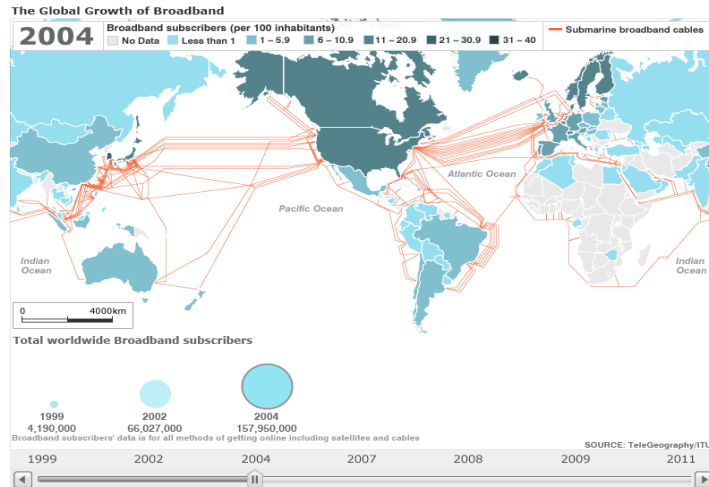 The Global Growth of Broadband
2004
Broadband subscribers (per 100 inhabitants)
No Data Less than 1 1 – 5.9 6 – 10.9 11 – 20.9 21 – 30.9 31 – 40
Submarine broadband cables
Atlantic Ocean
Pacific Ocean
Indian Ocean
Indian Ocean
0 4000km
Total worldwide Broadband subscribers
1999 2002 2004
4,190,000 66,027,000 157,950,000
Broadband subscribers' data is for all methods of getting online including satellites and cables
SOURCE: TeleGeography/ITU
1999 2002 2004 2007 2008 2009 2011